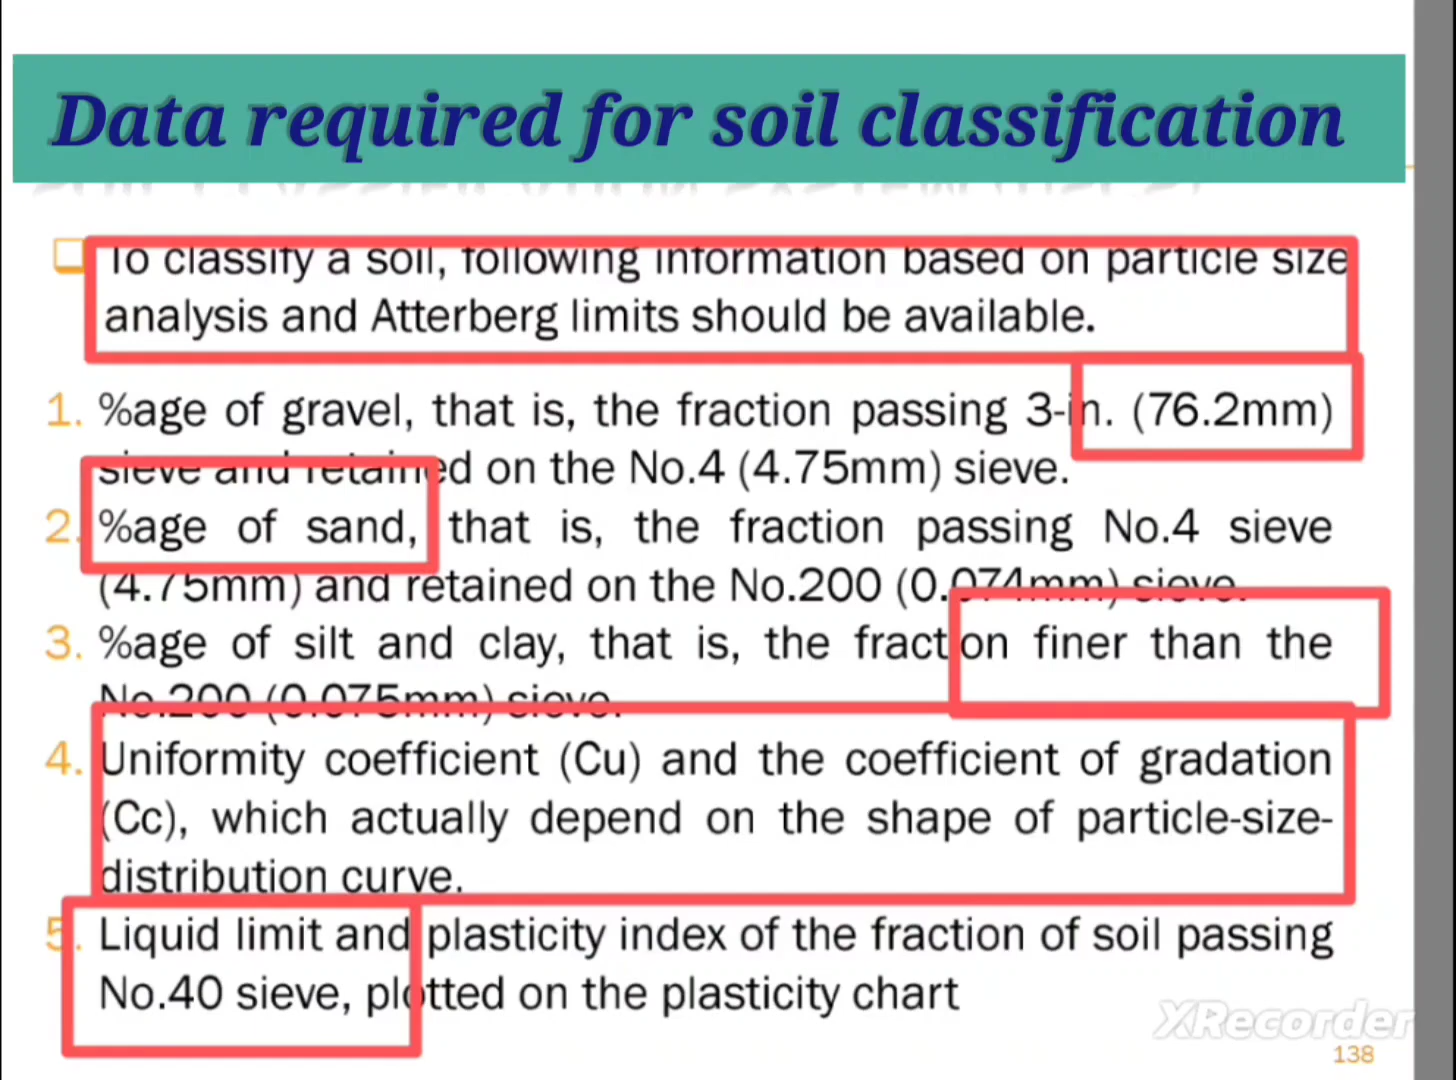 Data required for soil classification
To classify a soil, following information based on particle size
analysis and Atterberg limits should be available.
1. %age of gravel, that is, the fraction passing 3-in. (76.2mm)
sieve and retained on the No.4 (4.75mm) sieve.
2. %age of sand, that is, the fraction passing No.4 sieve
(4.75mm) and retained on the No.200 (0.074mm) sieve.
3. %age of silt and clay, that is, the fraction finer than the
No.200 (0.075mm) sieve.
4. Uniformity coefficient (Cu) and the coefficient of gradation
(Cc), which actually depend on the shape of particle-size-
distribution curve.
5. Liquid limit and plasticity index of the fraction of soil passing
No.40 sieve, plotted on the plasticity chart
XRecorder
138